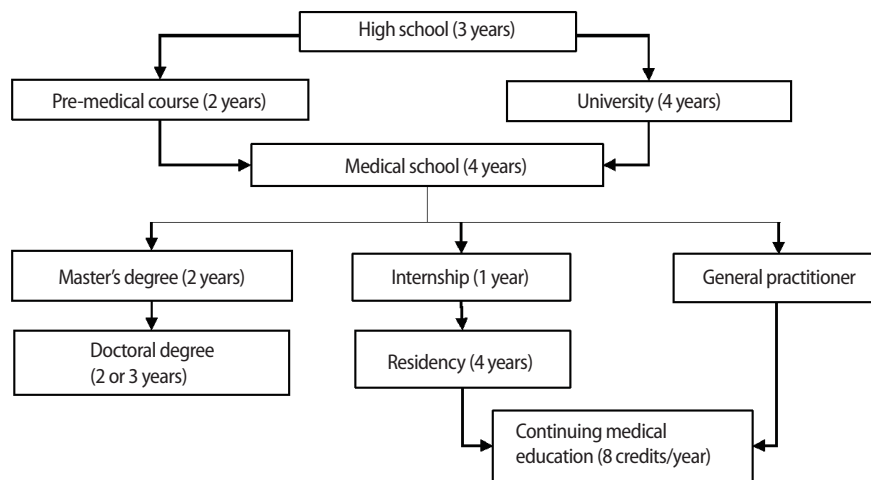 High school (3 years)
Pre-medical course (2 years)
University (4 years)
Medical school (4 years)
Master's degree (2 years)
Internship (1 year)
General practitioner
Doctoral degree
(2 or 3 years)
Residency (4 years)
Continuing medical
education (8 credits/year)